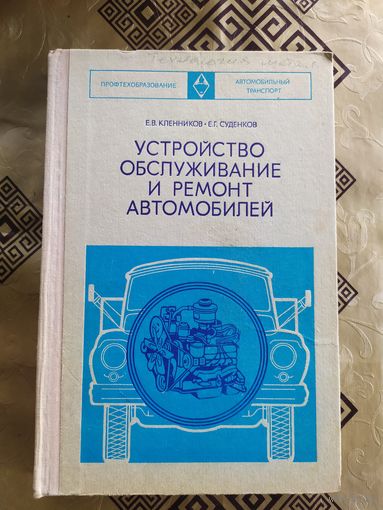 ПРОФТЕХОБРАЗОВАНИЕ
АВТОМОБИЛЬНЫЙ
ТРАНСПОРТ
Е.В. КЛЕННИКОВ · Е.Г. СУДЕНКОВ
УСТРОЙСТВО
ОБСЛУЖИВАНИЕ
И РЕМОНТ
АВТОМОБИЛЕЙ